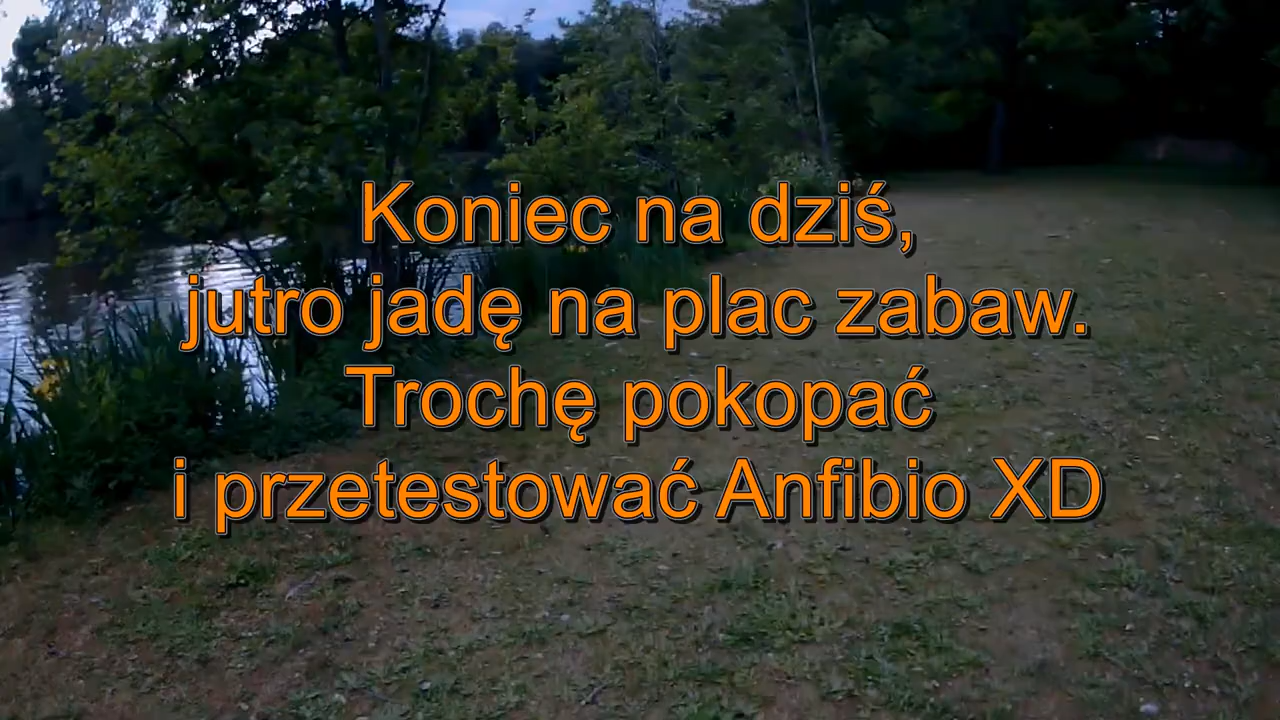 Koniec na dziś,
jutro jadę na plac zabaw.
Trochę pokopać
i przetestować Anfibio XD